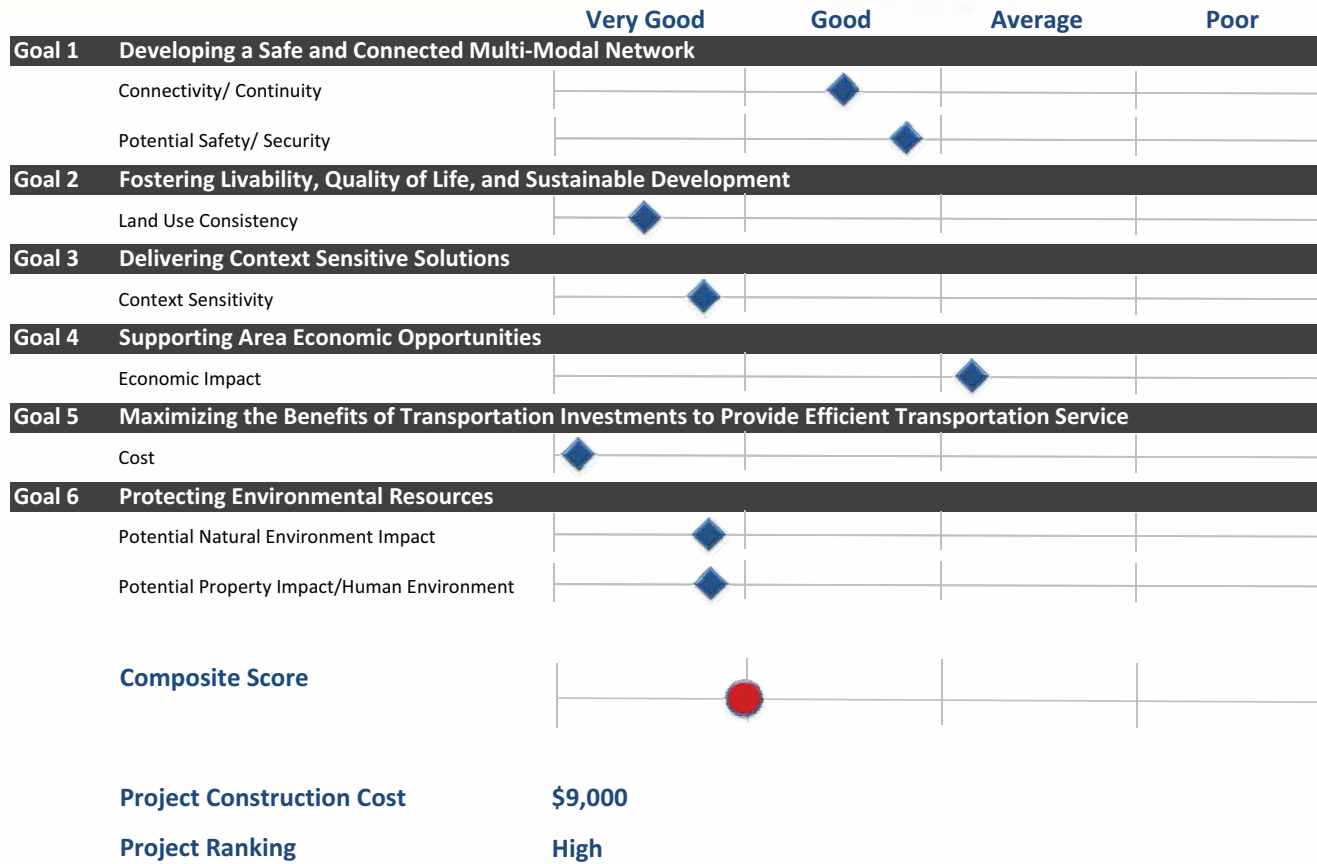 Very Good Good Average Poor
Goal 1 Developing a Safe and Connected Multi-Modal Network
Connectivity/ Continuity
Potential Safety/ Security
Goal 2 Fostering Livability, Quality of Life, and Sustainable Development
Land Use Consistency
Goal 3 Delivering Context Sensitive Solutions
Context Sensitivity
Goal 4 Supporting Area Economic Opportunities
Economic Impact
Goal 5 Maximizing the Benefits of Transportation Investments to Provide Efficient Transportation Service
Cost
Goal 6 Protecting Environmental Resources
Potential Natural Environment Impact
Potential Property Impact/Human Environment
Composite Score
Project Construction Cost $9,000
Project Ranking High